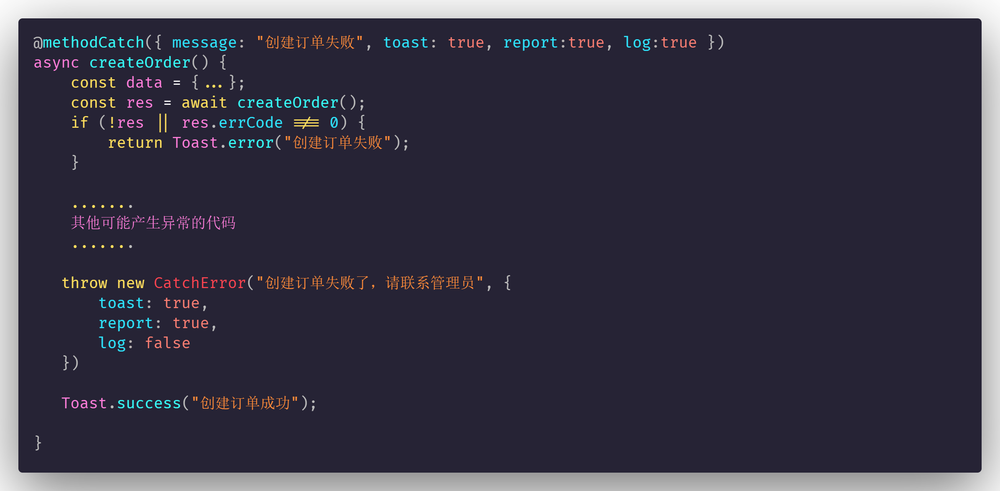 @methodCatch({ message: "创建订单失败", toast: true, report:true, log:true })
async createOrder() {
    const data = {...};
    const res = await createOrder();
    if (!res || res.errCode !== 0) {
        return Toast.error("创建订单失败");
    }
    .......
    其他可能产生异常的代码
    .......
   throw new CatchError("创建订单失败了，请联系管理员", {
       toast: true,
       report: true,
       log: false
   })
   Toast.success("创建订单成功");
}